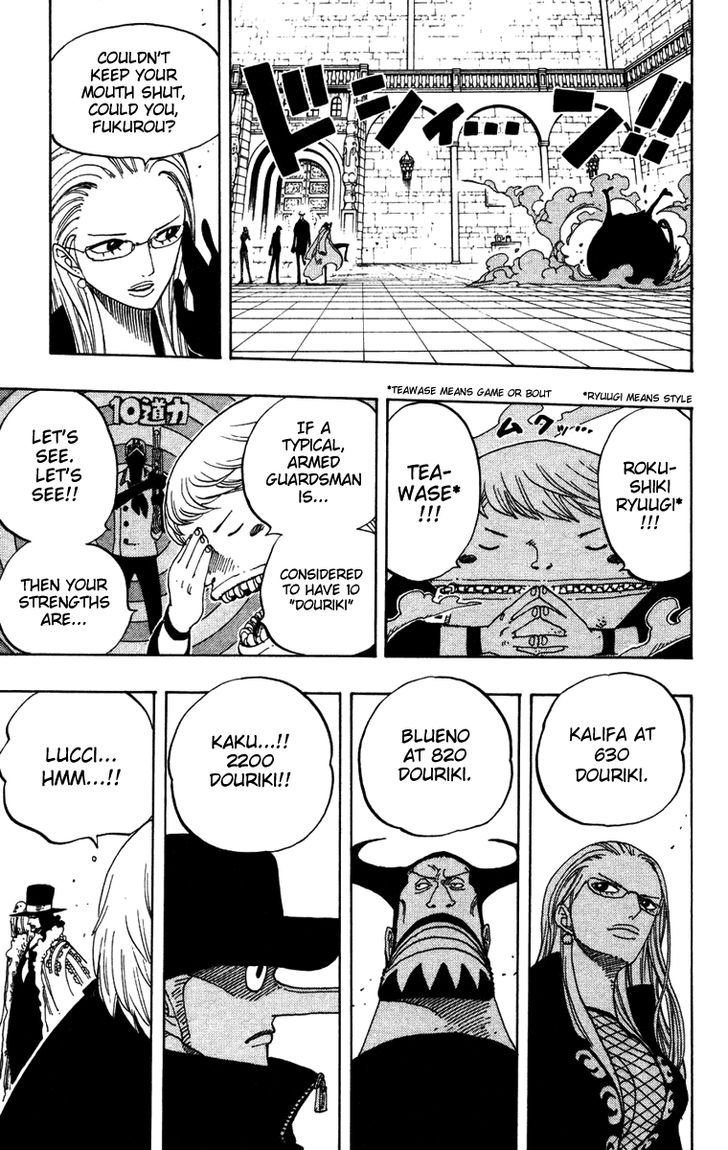 ドシィ…ン!!
COULDN'T
KEEP YOUR
MOUTH SHUT,
COULD YOU,
FUKUROU?
*TEAWASE MEANS GAME OR BOUT
*RYUUGI MEANS STYLE
ムクッ…
ROKU-
SHIKI
RYUUGI*
!!!
TEA-
WASE*
!!!
IF A
TYPICAL,
ARMED
GUARDSMAN
IS...
CONSIDERED
TO HAVE 10
"DOURIKI"
10道力
LET'S
SEE.
LET'S
SEE!!
THEN YOUR
STRENGTHS
ARE...
KALIFA AT
630
DOURIKI.
BLUENO
AT 820
DOURIKI.
KAKU...!!
2200
DOURIKI!!
LUCCI...
HMM...!!